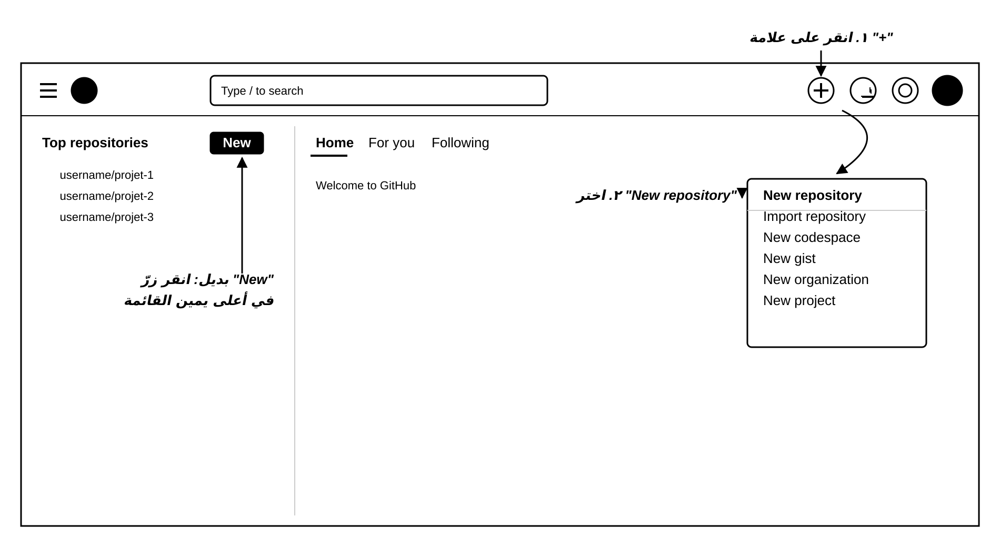 ١. انقر على علامة "+"
Type / to search
Top repositories
New
Home
For you
Following
username/projet-1
username/projet-2
username/projet-3
Welcome to GitHub
٢. اختر "New repository"
New repository
Import repository
New codespace
New gist
New organization
New project
بديل: انقر زرّ "New"
في أعلى يمين القائمة